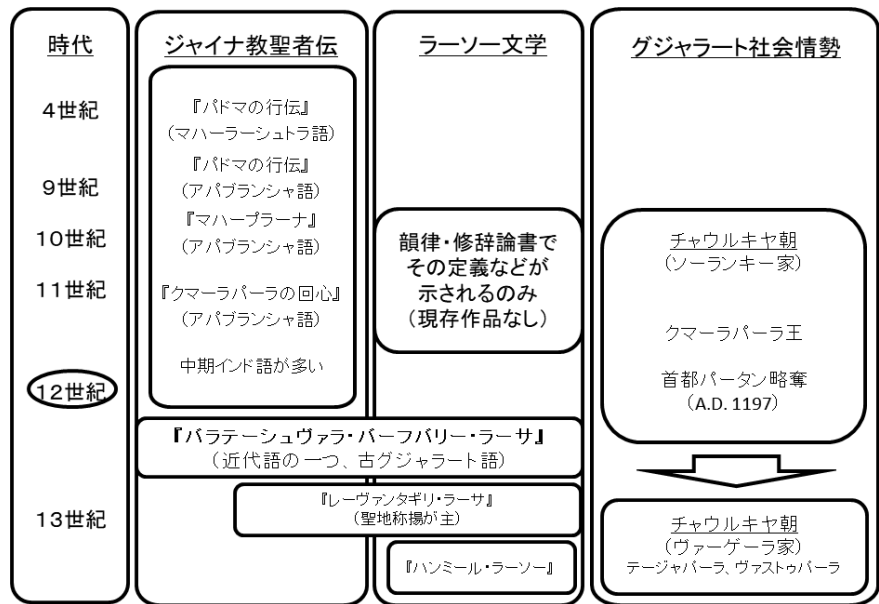 時代
4世紀
9世紀
10世紀
11世紀
12世紀
13世紀
ジャイナ教聖者伝
『パドマの行伝』
(マハーラーシュトラ語)
『パドマの行伝』
(アパブランシャ語)
『マハープラーナ』
(アパブランシャ語)
『クマーラパーラの回心』
(アパブランシャ語)
中期インド語が多い
ラーソー文学
韻律・修辞論書で
その定義などが
示されるのみ
(現存作品なし)
『バラテーシュヴァラ・バーフバリー・ラーサ』
(近代語の一つ、古グジャラート語)
『レーヴァンタギリ・ラーサ』
(聖地称揚が主)
『ハンミール・ラーソー』
グジャラート社会情勢
チャウルキヤ朝
(ソーランキー家)
クマーラパーラ王
首都パータン略奪
(A.D. 1197)
チャウルキヤ朝
(ヴァーゲーラ家)
テージャパーラ、ヴァストゥパーラ